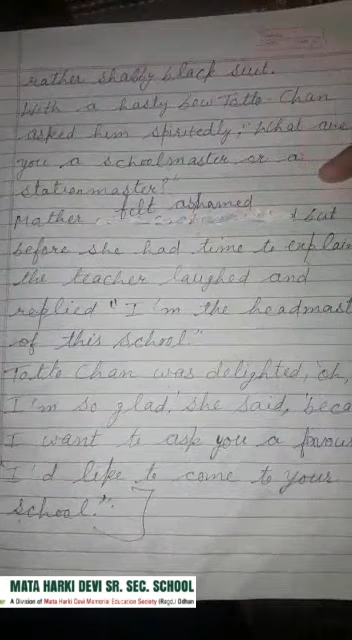 rather shabby black suit.
With a hasty bow Totto-Chan
asked him spiritedly, "What are
you a schoolmaster or a
stationmaster?"
Mother felt ashamed but
before she had time to explain
the teacher laughed and
replied "I'm the headmast
of this school."
Totto Chan was delighted, 'oh,
I'm so glad,' she said, 'beca
I want to ask you a favour
I'd like to come to your
school.".
MATA HARKI DEVI SR. SEC. SCHOOL
A Division of Mata Harki Devi Memorial Education Society (Regd.) Odhan